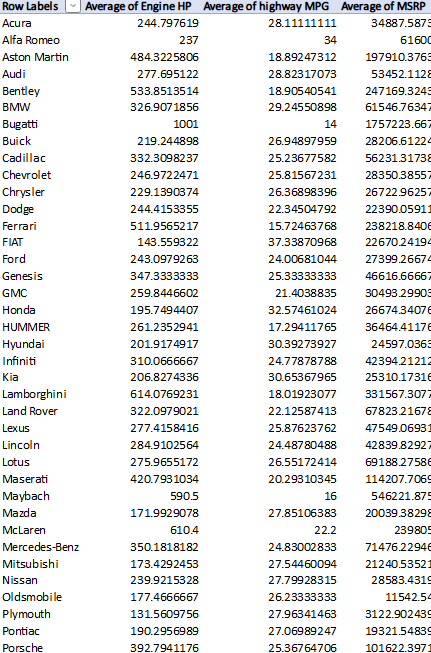 Row Labels Average of Engine HP Average of highway MPG Average of MSRP
Acura 244.797619 28.11111111 34887.5873
Alfa Romeo 237 34 61600
Aston Martin 484.3225806 18.89247312 197910.3763
Audi 277.695122 28.82317073 53452.1128
Bentley 533.8513514 18.90540541 247169.3243
BMW 326.9071856 29.24550898 61546.76347
Bugatti 1001 14 1757223.667
Buick 219.244898 26.94897959 28206.61224
Cadillac 332.3098237 25.23677582 56231.31738
Chevrolet 246.9722471 25.81567231 28350.38557
Chrysler 229.1390374 26.36898396 26722.96257
Dodge 244.4153355 22.34504792 22390.05911
Ferrari 511.9565217 15.72463768 238218.8406
FIAT 143.559322 37.33870968 22670.24194
Ford 243.0979263 24.00681044 27399.26667
Genesis 347.3333333 25.33333333 46616.66667
GMC 259.8446602 21.4038835 30493.29903
Honda 195.7494407 32.57461024 26674.34076
HUMMER 261.2352941 17.29411765 36464.41176
Hyundai 201.9174917 30.39273927 24597.0363
Infiniti 310.0666667 24.77878788 42394.21212
Kia 206.8274336 30.65367965 25310.17316
Lamborghini 614.0769231 18.01923077 331567.3077
Land Rover 322.0979021 22.12587413 67823.21678
Lexus 277.4158416 25.87623762 47549.06931
Lincoln 284.9102564 24.48780488 42839.82927
Lotus 275.9655172 26.55172414 69188.27586
Maserati 420.7931034 20.29310345 114207.7069
Maybach 590.5 16 546221.875
Mazda 171.9929078 27.85106383 20039.38298
McLaren 610.4 22.2 239805
Mercedes-Benz 350.1818182 24.83002833 71476.22946
Mitsubishi 173.4292453 27.54460094 21240.53521
Nissan 239.9215328 27.79928315 28583.4319
Oldsmobile 177.4666667 26.23333333 11542.54
Plymouth 131.5609756 27.96341463 3122.902439
Pontiac 190.2956989 27.06989247 19321.54839
Porsche 392.7941176 25.36764706 101622.3971